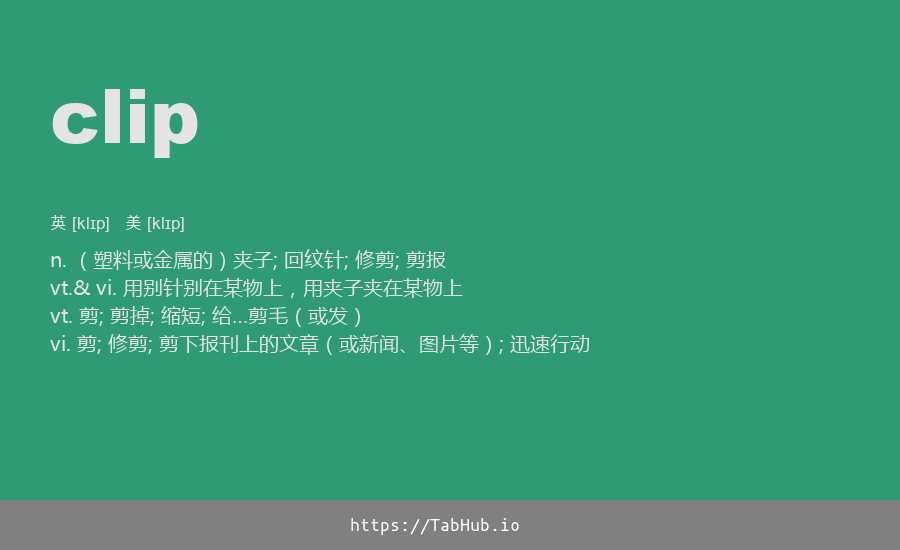 clip
英 [klɪp] 美 [klɪp]
n. （塑料或金属的）夹子; 回纹针; 修剪; 剪报
vt.& vi. 用别针别在某物上，用夹子夹在某物上
vt. 剪; 剪掉; 缩短; 给…剪毛（或发）
vi. 剪; 修剪; 剪下报刊上的文章（或新闻、图片等）; 迅速行动
https://TabHub.io